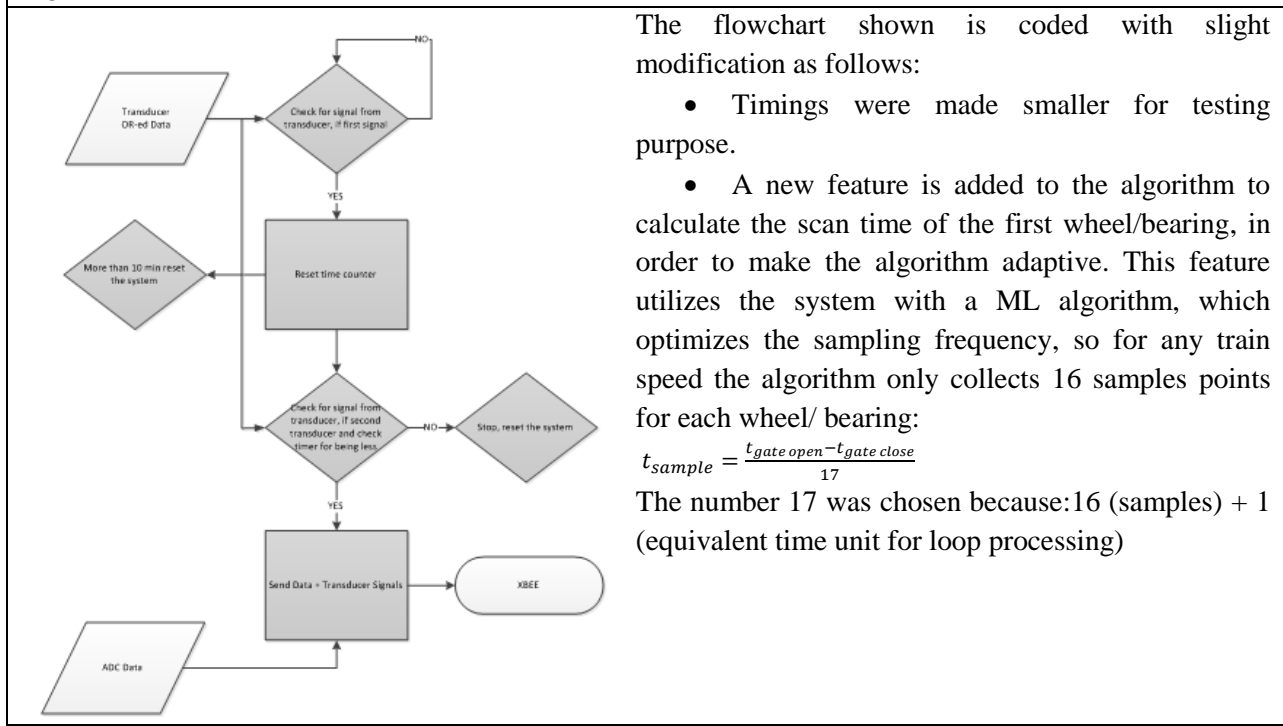 NO
Transducer
OR-ed Data
Check for signal from
transducer, if first signal
YES
More than 10 min reset
the system
Reset time counter
Check for signal from
transducer, if second
transducer and check
timer for being less
NO
Stop, reset the system
YES
Send Data + Transducer Signals
XBEE
ADC Data
The flowchart shown is coded with slight
modification as follows:
• Timings were made smaller for testing
purpose.
• A new feature is added to the algorithm to
calculate the scan time of the first wheel/bearing, in
order to make the algorithm adaptive. This feature
utilizes the system with a ML algorithm, which
optimizes the sampling frequency, so for any train
speed the algorithm only collects 16 samples points
for each wheel/ bearing:
t_sample = (t_gate open − t_gate close) / 17
The number 17 was chosen because:16 (samples) + 1
(equivalent time unit for loop processing)